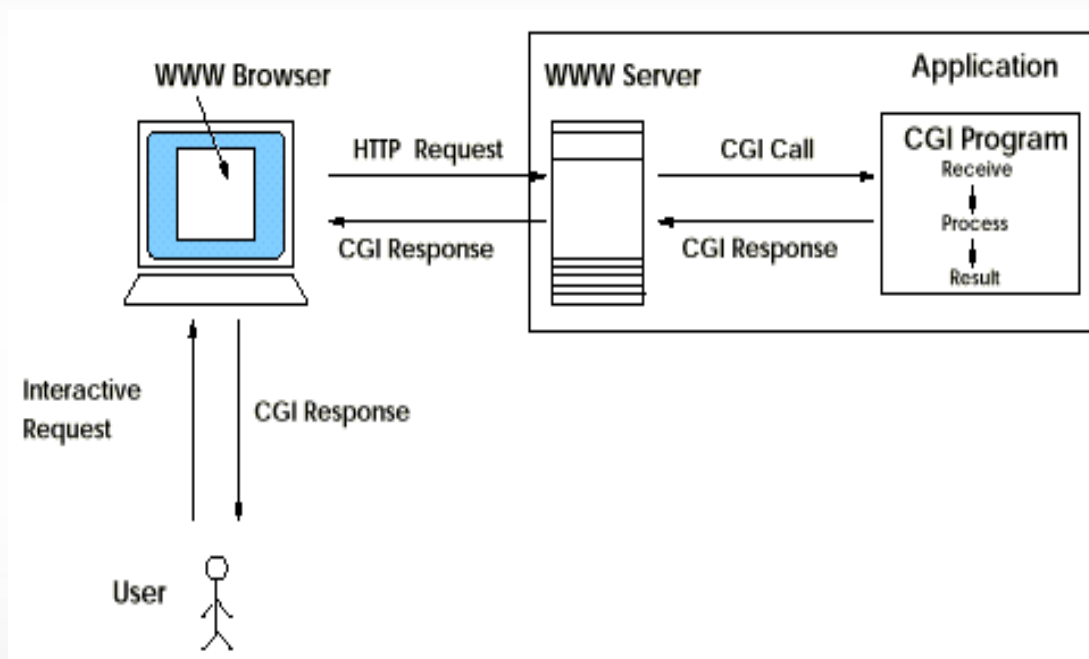 WWW Browser
WWW Server
Application
HTTP Request
CGI Response
CGI Call
CGI Response
CGI Program
Receive
Process
Result
Interactive
Request
CGI Response
User